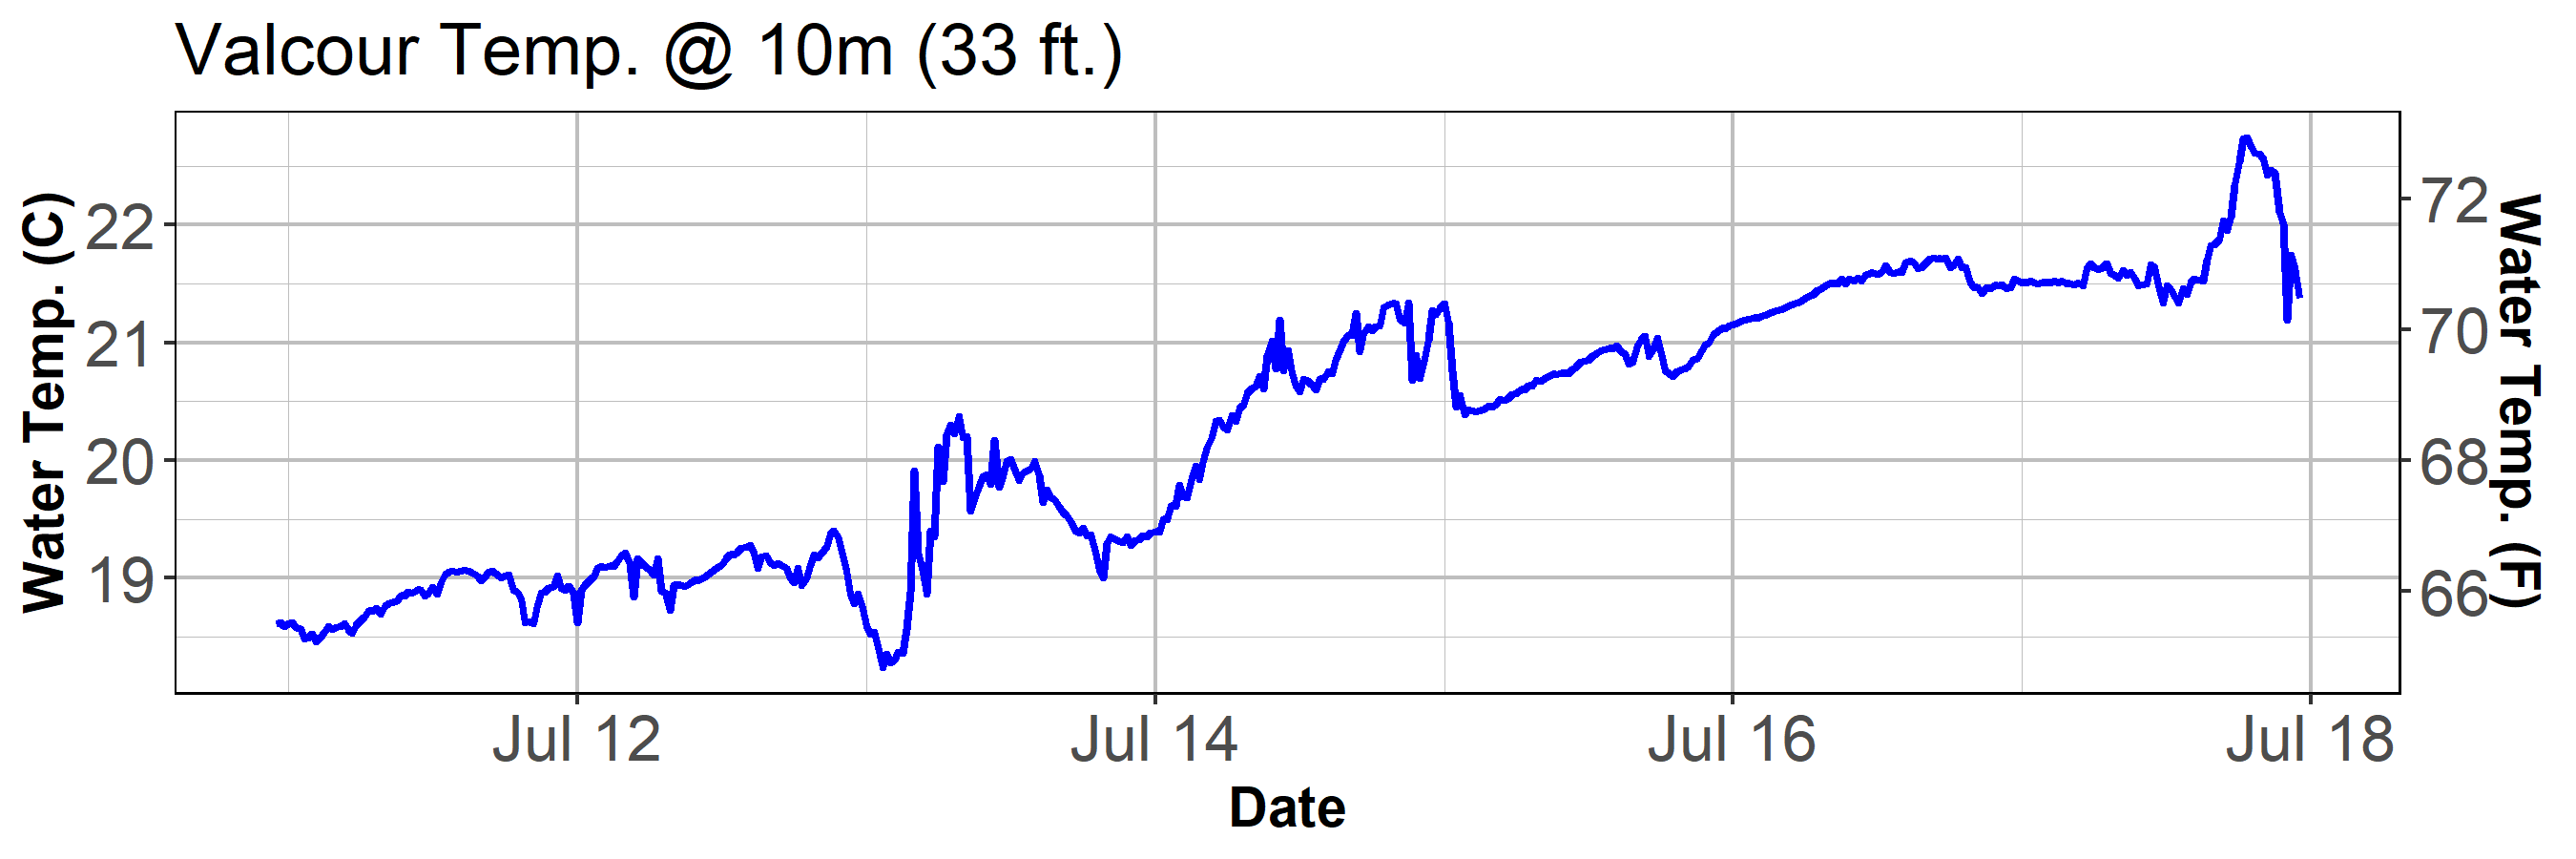 Valcour Temp. @ 10m (33 ft.)
Water Temp. (C)
22
21
20
19
72
70
68
66
Water Temp. (F)
Jul 12 Jul 14 Jul 16 Jul 18
Date